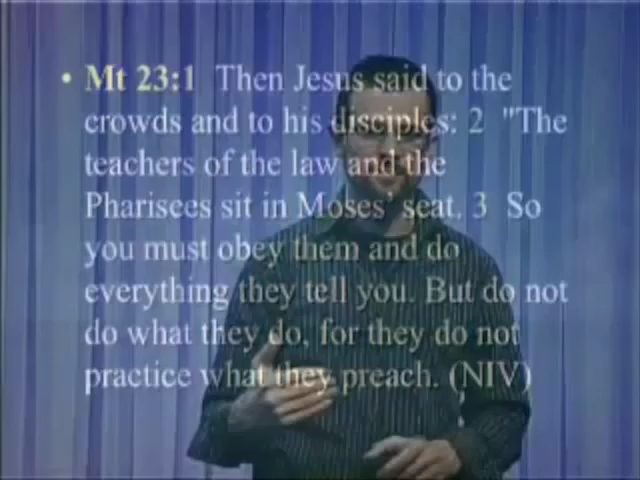 • Mt 23:1 Then Jesus said to the
crowds and to his disciples: 2 "The
teachers of the law and the
Pharisees sit in Moses' seat. 3 So
you must obey them and do
everything they tell you. But do not
do what they do, for they do not
practice what they preach. (NIV)